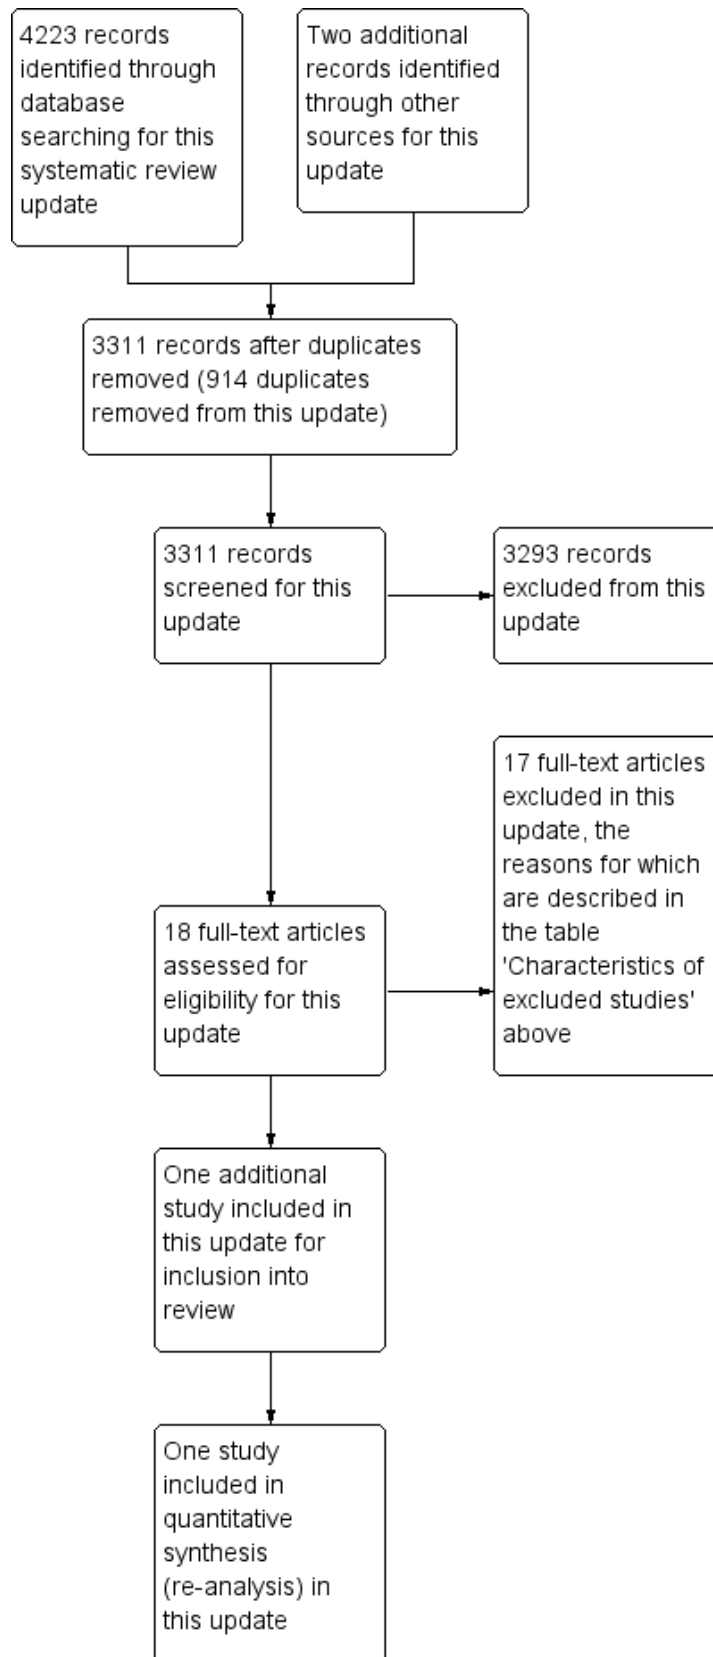 4223 records
identified through
database
searching for this
systematic review
update
Two additional
records identified
through other
sources for this
update
3311 records after duplicates
removed (914 duplicates
removed from this update)
3311 records
screened for this
update
3293 records
excluded from this
update
17 full-text articles
excluded in this
update, the
reasons for which
are described in
the table
'Characteristics of
excluded studies'
above
18 full-text articles
assessed for
eligibility for this
update
One additional
study included in
this update for
inclusion into
review
One study
included in
quantitative
synthesis
(re-analysis) in
this update